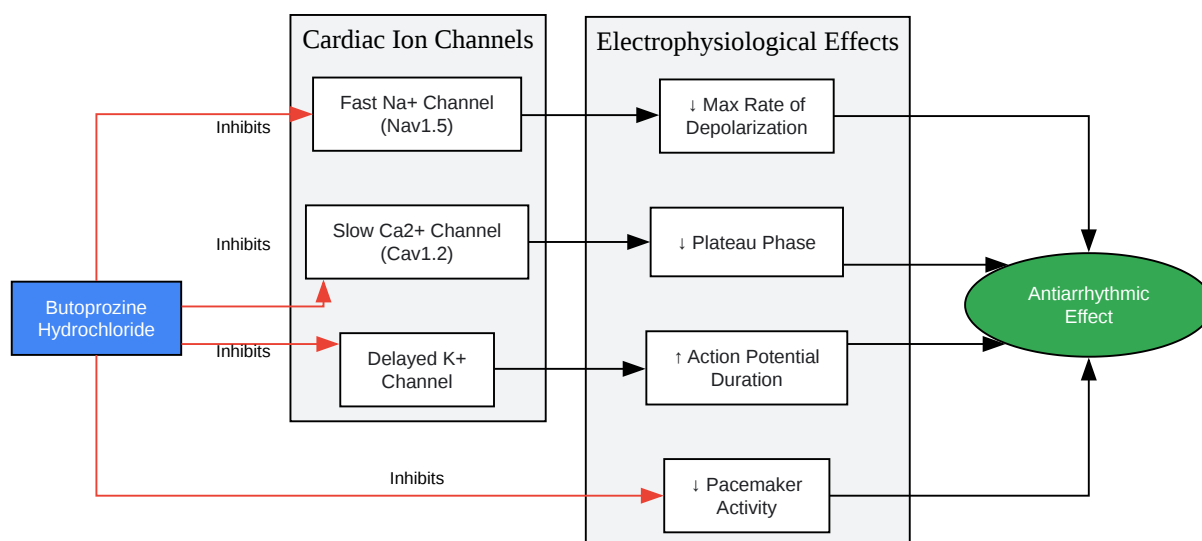 Cardiac Ion Channels
Electrophysiological Effects
Fast Na+ Channel
(Nav1.5)
↓ Max Rate of
Depolarization
Inhibits
Slow Ca2+ Channel
(Cav1.2)
↓ Plateau Phase
Inhibits
Butoprozine
Hydrochloride
Antiarrhythmic
Effect
Inhibits
Delayed K+
Channel
↑ Action Potential
Duration
Inhibits
↓ Pacemaker
Activity